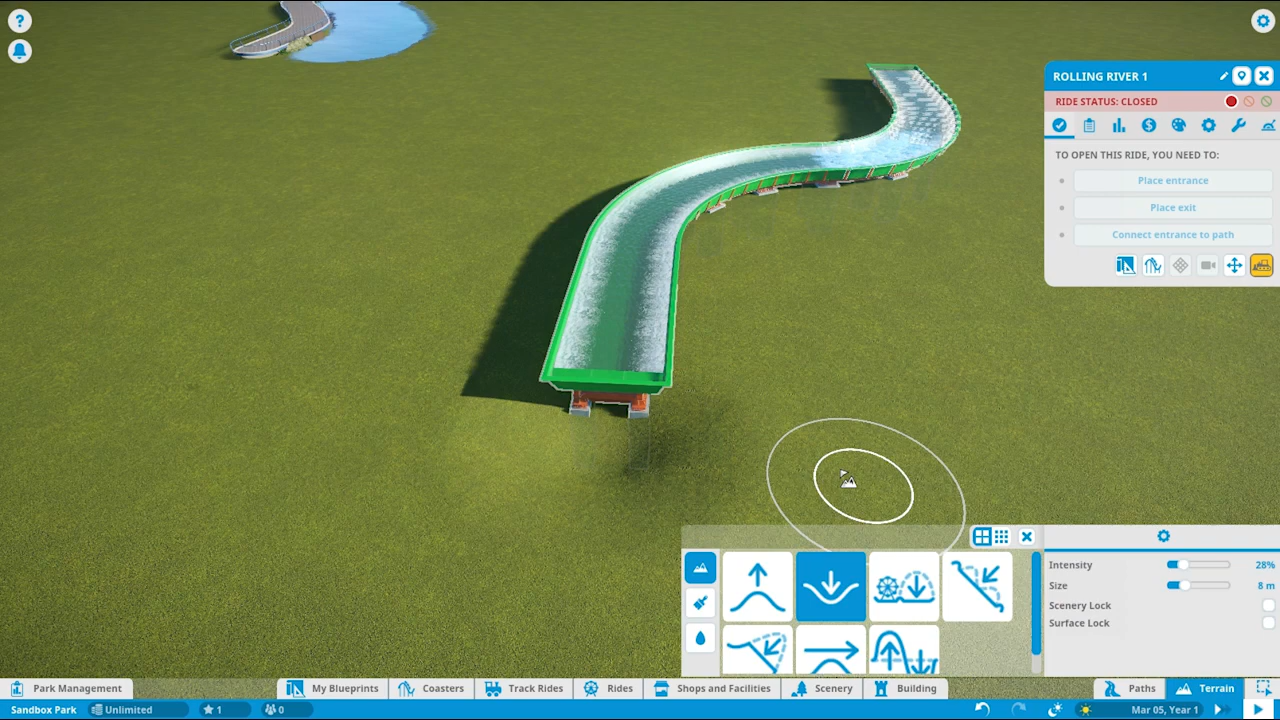 ?
ROLLING RIVER 1
RIDE STATUS: CLOSED
$
TO OPEN THIS RIDE, YOU NEED TO:
Place entrance
Place exit
Connect entrance to path
Intensity 28%
Size 8 m
Scenery Lock
Surface Lock
Park Management My Blueprints Coasters Track Rides Rides Shops and Facilities Scenery Building Paths Terrain
Sandbox Park Unlimited 1 0 Mar 05, Year 1